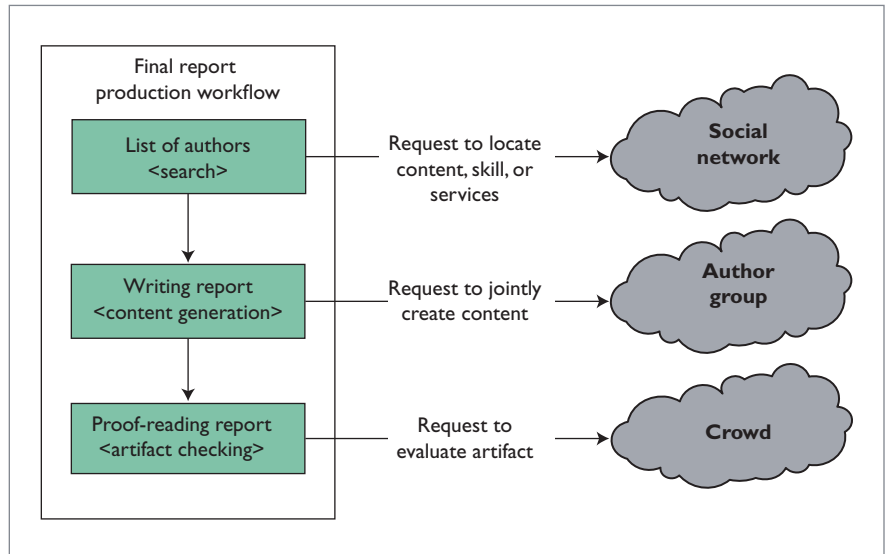 Final report
production workflow
List of authors
<search>
Request to locate
content, skill, or
services
Social
network
Writing report
<content generation>
Request to jointly
create content
Author
group
Proof-reading report
<artifact checking>
Request to
evaluate artifact
Crowd